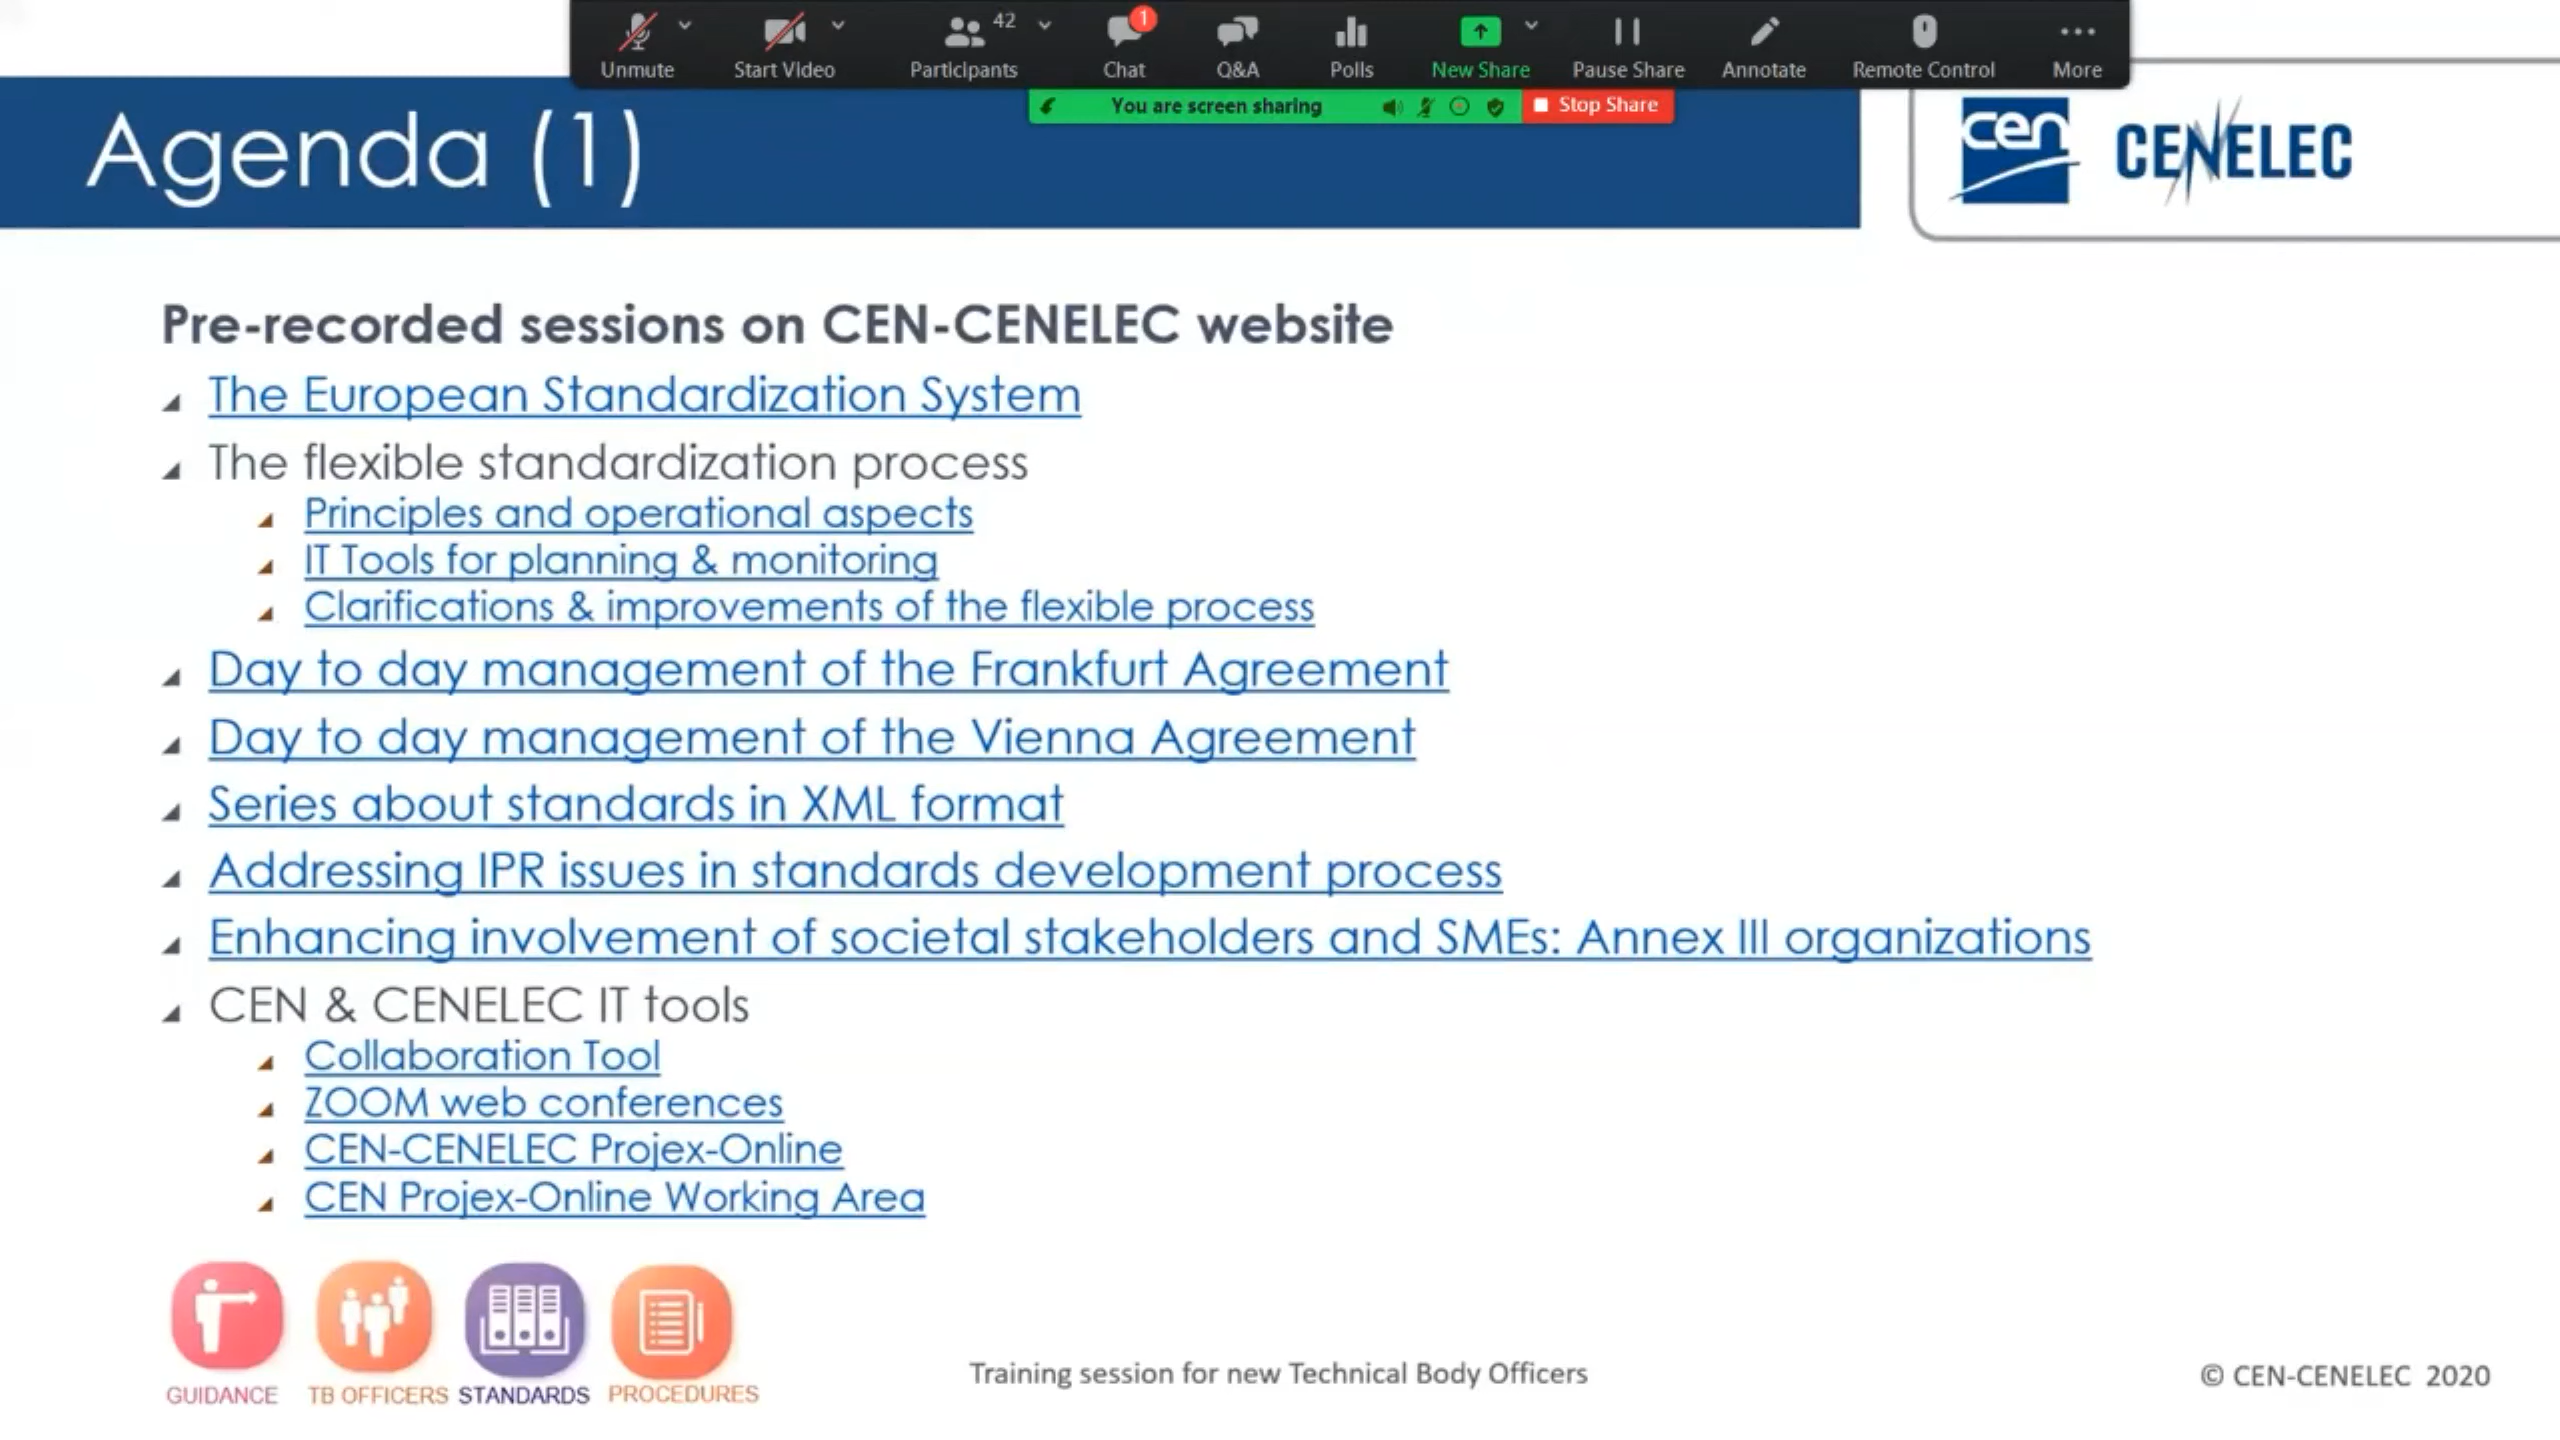 Unmute
Start Video
Participants
42
Chat
1
Q&A
Polls
New Share
Pause Share
Annotate
Remote Control
More
You are screen sharing
Stop Share
Agenda (1)
cen
CENELEC
Pre-recorded sessions on CEN-CENELEC website
The European Standardization System
The flexible standardization process
Principles and operational aspects
IT Tools for planning & monitoring
Clarifications & improvements of the flexible process
Day to day management of the Frankfurt Agreement
Day to day management of the Vienna Agreement
Series about standards in XML format
Addressing IPR issues in standards development process
Enhancing involvement of societal stakeholders and SMEs: Annex III organizations
CEN & CENELEC IT tools
Collaboration Tool
ZOOM web conferences
CEN-CENELEC Projex-Online
CEN Projex-Online Working Area
GUIDANCE
TB OFFICERS
STANDARDS
PROCEDURES
Training session for new Technical Body Officers
© CEN-CENELEC 2020